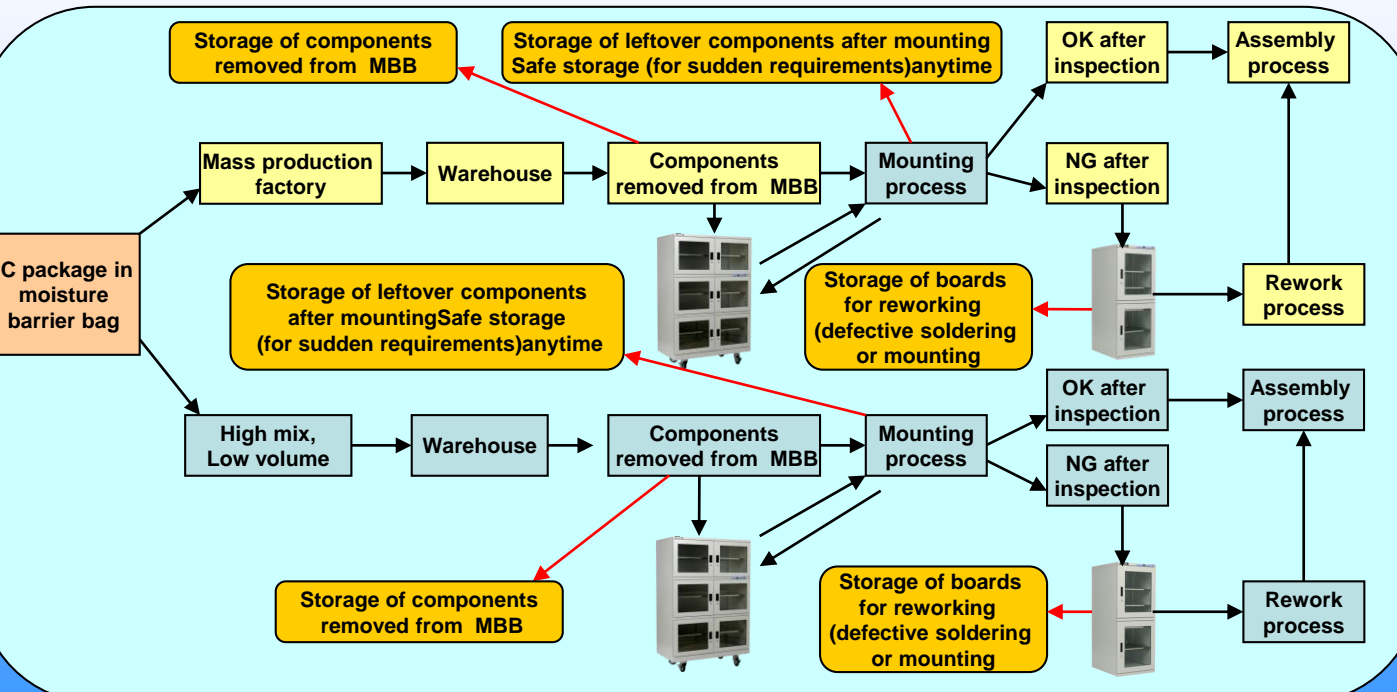 Storage of components
removed from MBB
Storage of leftover components after mounting
Safe storage (for sudden requirements)anytime
OK after
inspection
Assembly
process
Mass production
factory
Warehouse
Components
removed from MBB
Mounting
process
NG after
inspection
C package in
moisture
barrier bag
Storage of leftover components
after mountingSafe storage
(for sudden requirements)anytime
Storage of boards
for reworking
(defective soldering
or mounting
Rework
process
High mix,
Low volume
Warehouse
Components
removed from MBB
Mounting
process
OK after
inspection
Assembly
process
NG after
inspection
Storage of components
removed from MBB
Storage of boards
for reworking
(defective soldering
or mounting
Rework
process